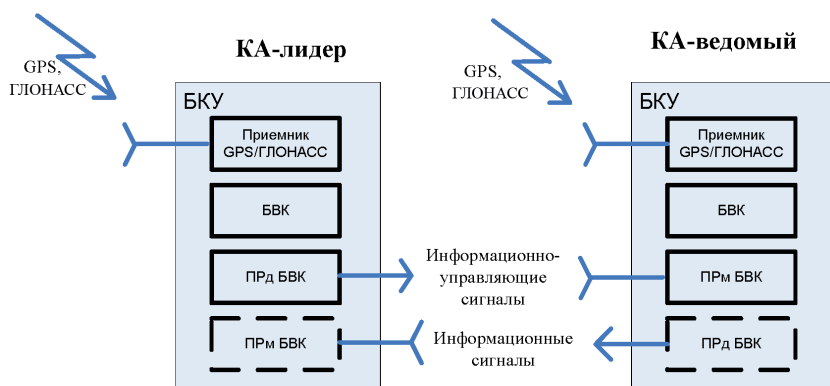 КА-лидер
GPS,
ГЛОНАСС
БКУ
Приемник
GPS/ГЛОНАСС
БВК
ПРд БВК
ПРм БВК
Информационно-
управляющие
сигналы
Информационные
сигналы
КА-ведомый
GPS,
ГЛОНАСС
БКУ
Приемник
GPS/ГЛОНАСС
БВК
ПРм БВК
ПРд БВК